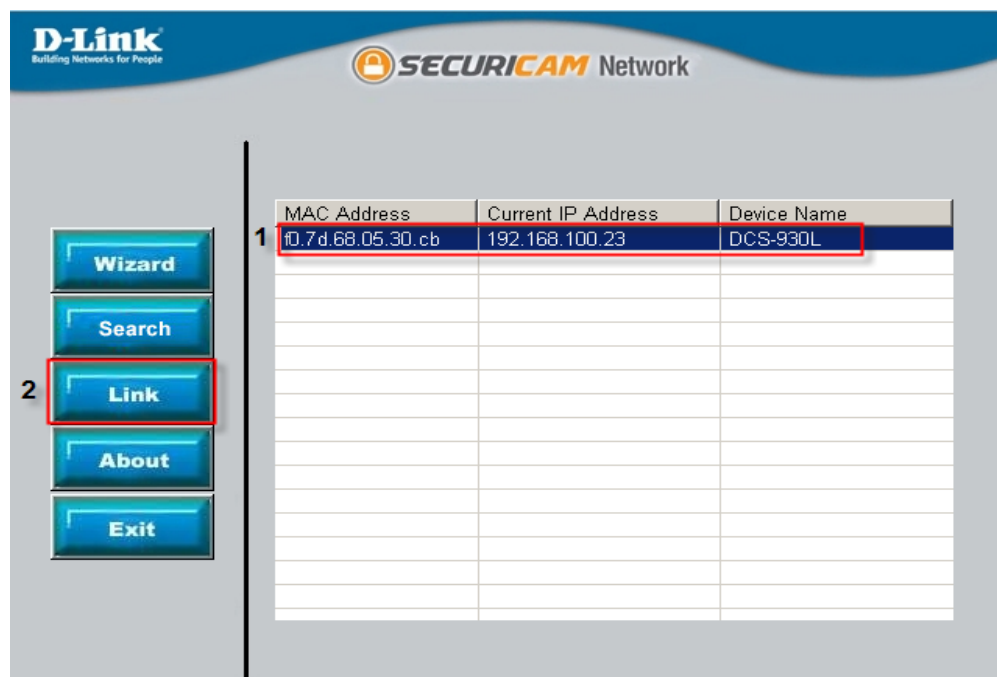 D-Link
Building Networks for People
SECURICAM Network
MAC Address Current IP Address Device Name
1 f0.7d.68.05.30.cb 192.168.100.23 DCS-930L
Wizard
Search
2 Link
About
Exit